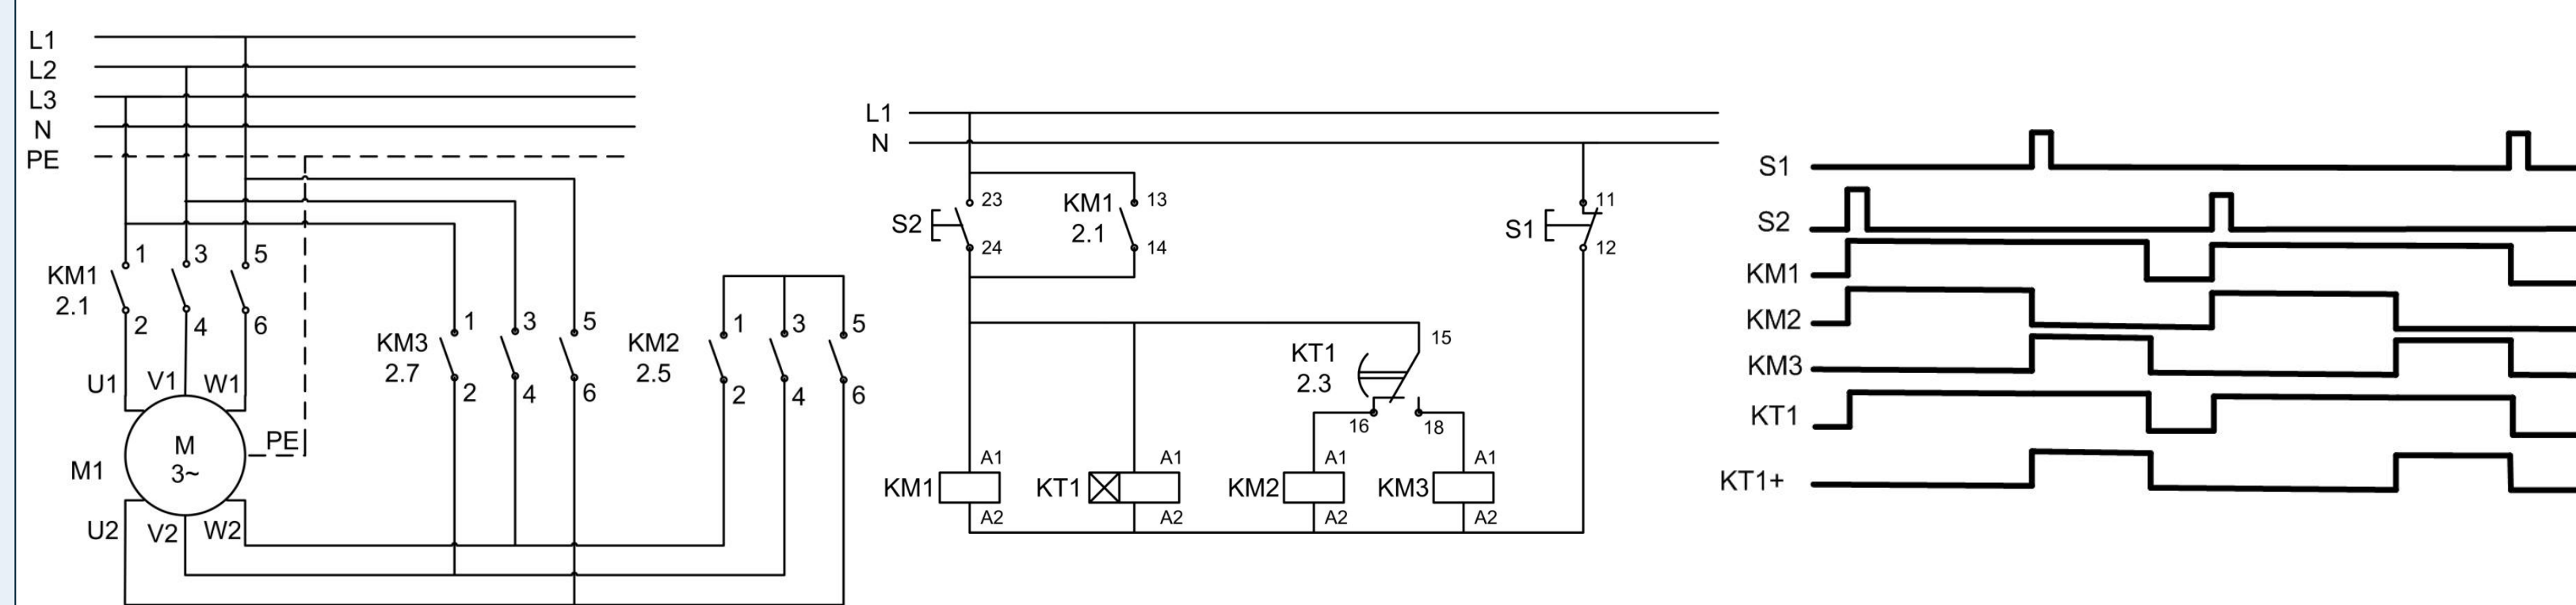 L1
L2
L3
N
PE
KM1
2.1
1
3
5
2
4
6
U1
V1
W1
M
3~
M1
PE
U2
V2
W2
KM3
2.7
1
3
5
2
4
6
KM2
2.5
1
3
5
2
4
6
L1
N
S2
23
24
KM1
2.1
13
14
S1
11
12
KT1
2.3
15
16
18
KM1
A1
A2
KT1
A1
A2
KM2
A1
A2
KM3
A1
A2
S1
S2
KM1
KM2
KM3
KT1
KT1+